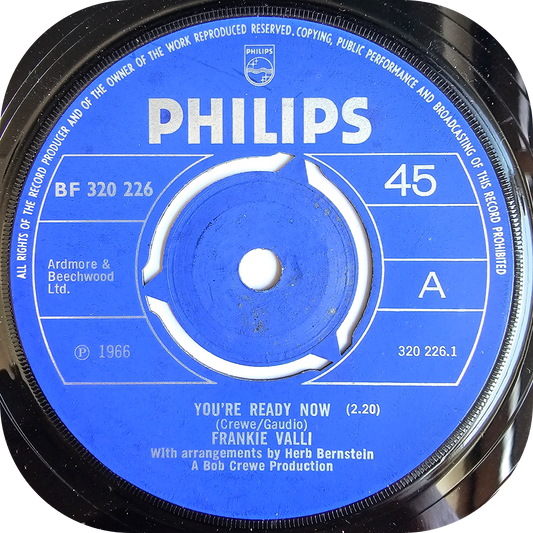 ALL RIGHTS OF THE RECORD PRODUCER AND OF THE OWNER OF THE WORK REPRODUCED RESERVED. COPYING, PUBLIC PERFORMANCE AND BROADCASTING OF THIS RECORD PROHIBITED
PHILIPS
PHILIPS
BF 320 226
45
Ardmore &
Beechwood
Ltd.
A
Ⓟ 1966
320 226.1
YOU'RE READY NOW (2.20)
(Crewe/Gaudio)
FRANKIE VALLI
With arrangements by Herb Bernstein
A Bob Crewe Production